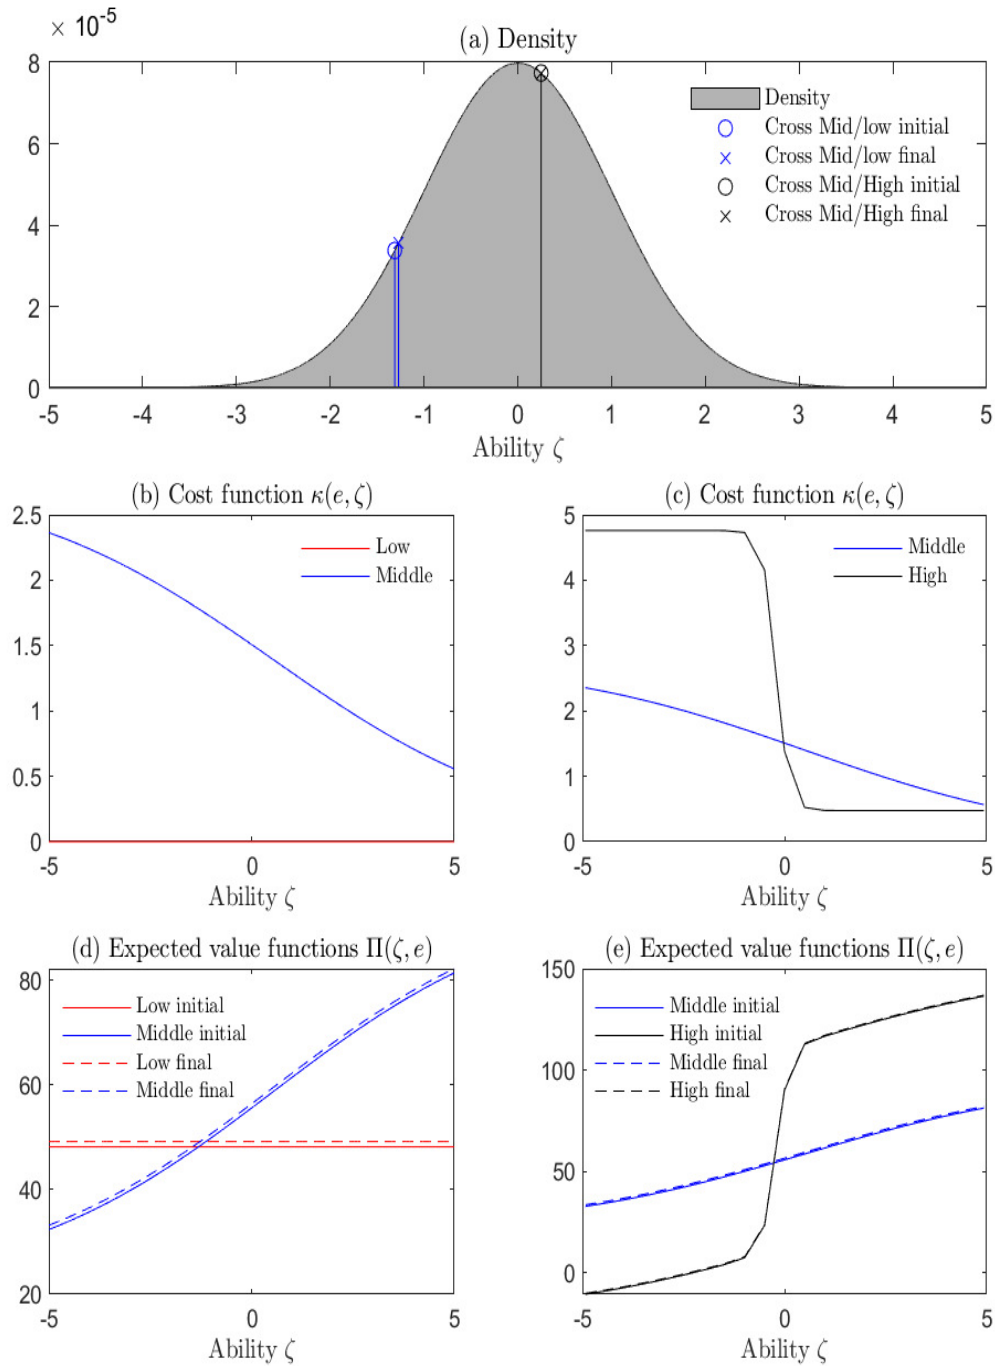 × 10-5
(a) Density
8
6
4
2
0
Density
Cross Mid/low initial
Cross Mid/low final
Cross Mid/High initial
Cross Mid/High final
-5 -4 -3 -2 -1 0 1 2 3 4 5
Ability ζ
(b) Cost function κ(e, ζ)
2.5
2
1.5
1
0.5
0
Low
Middle
-5 0 5
Ability ζ
(c) Cost function κ(e, ζ)
5
4
3
2
1
0
Middle
High
-5 0 5
Ability ζ
(d) Expected value functions Π(ζ, e)
80
60
40
20
Low initial
Middle initial
Low final
Middle final
-5 0 5
Ability ζ
(e) Expected value functions Π(ζ, e)
150
100
50
0
Middle initial
High initial
Middle final
High final
-5 0 5
Ability ζ